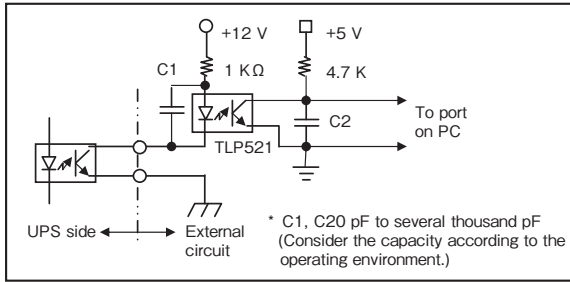 +12 V
+5 V
C1
1 KΩ
4.7 K
C2
To port
on PC
TLP521
UPS side
External
circuit
* C1, C20 pF to several thousand pF
(Consider the capacity according to the
operating environment.)